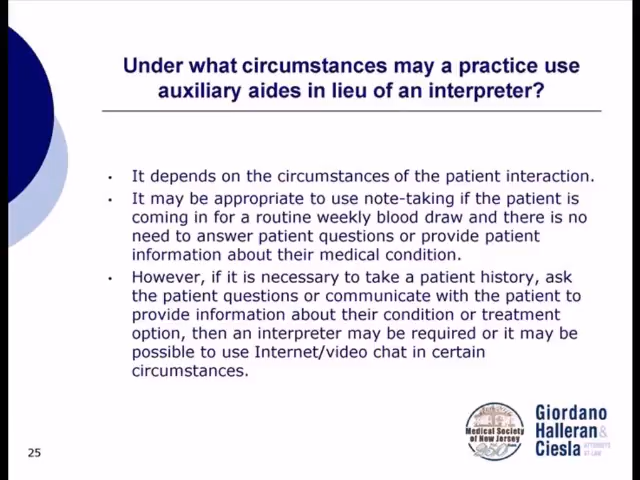 Under what circumstances may a practice use
auxiliary aides in lieu of an interpreter?
• It depends on the circumstances of the patient interaction.
• It may be appropriate to use note-taking if the patient is
coming in for a routine weekly blood draw and there is no
need to answer patient questions or provide patient
information about their medical condition.
• However, if it is necessary to take a patient history, ask
the patient questions or communicate with the patient to
provide information about their condition or treatment
option, then an interpreter may be required or it may be
possible to use Internet/video chat in certain
circumstances.
Medical Society
of New Jersey
250
Giordano
Halleran&
Ciesla
ATTORNEYS
AT LAW
25